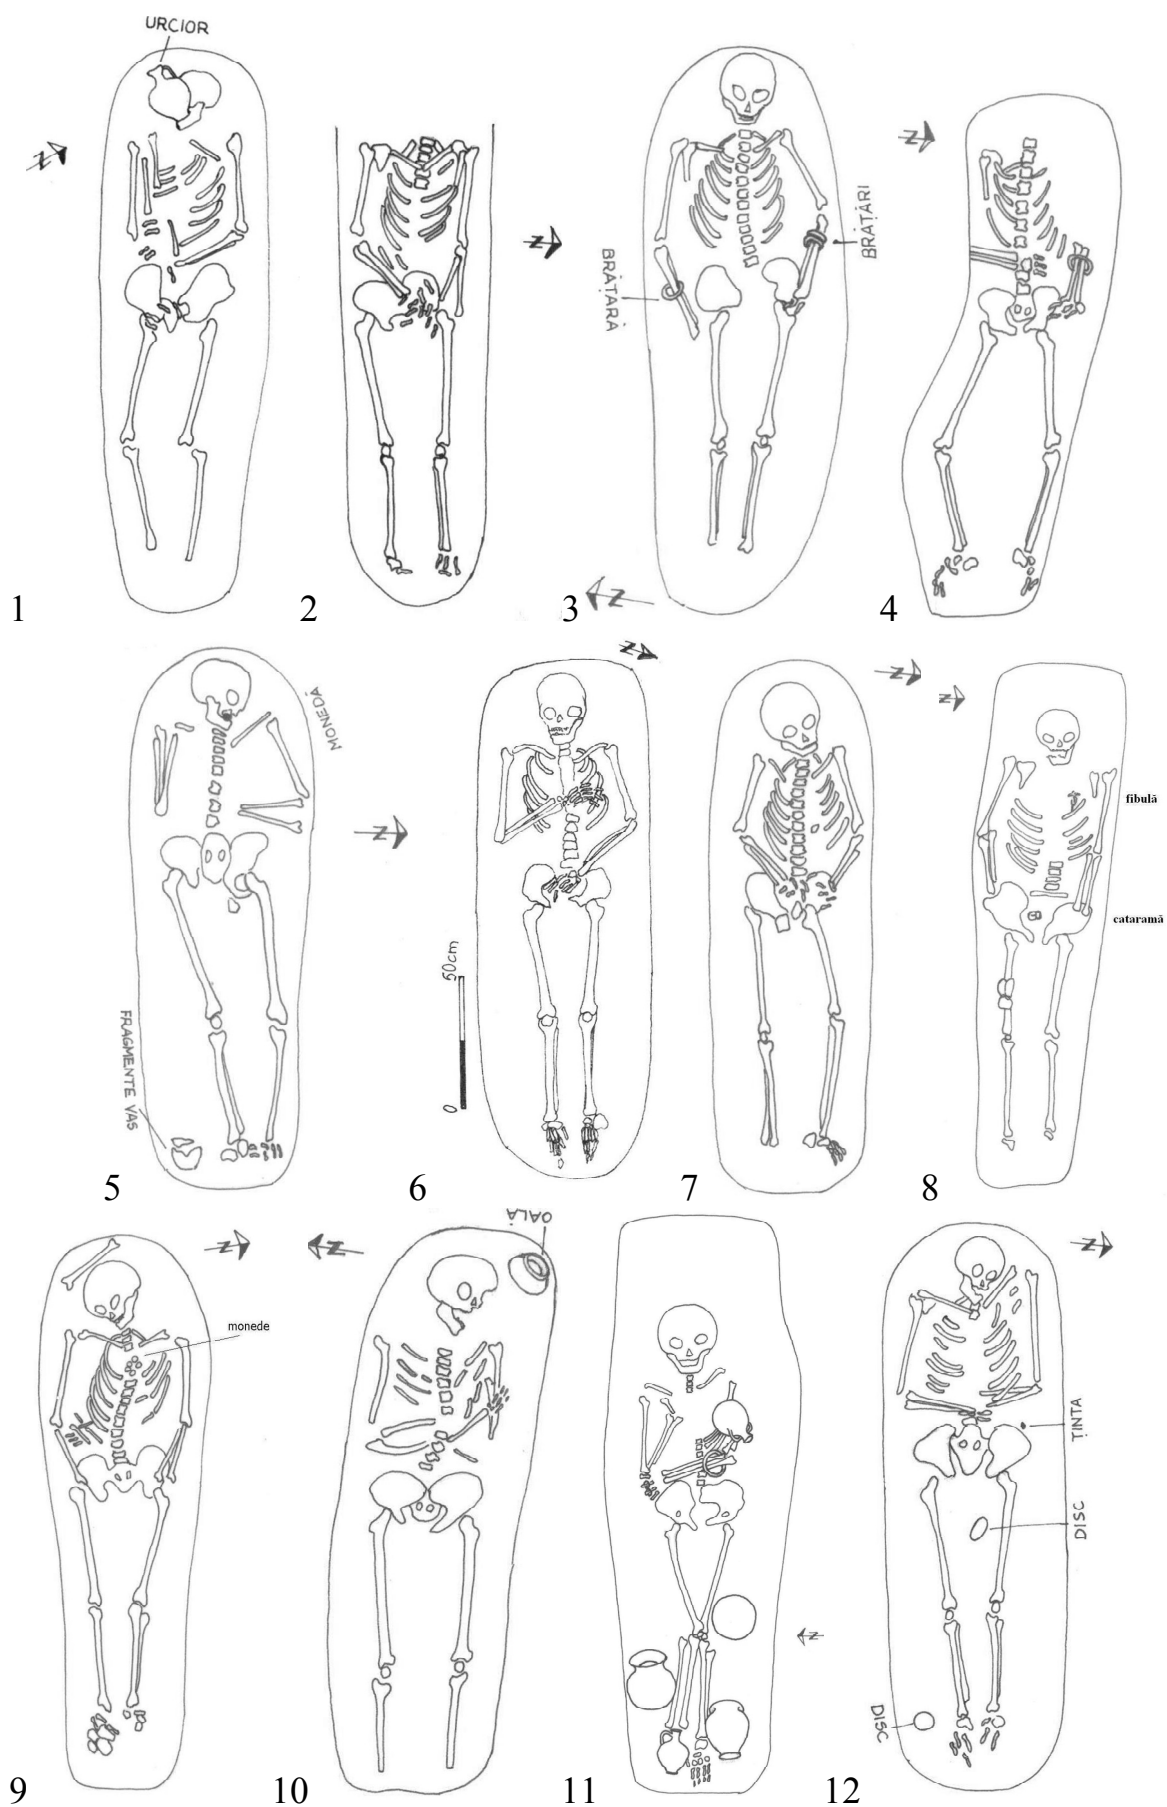 URCIOR
N
N
BRĂȚARĂ
BRĂȚĂRI
N
N
1
2
3
4
MONEDĂ
FRAGMENTE VAS
N
N
50cm
0
N
N
fibulă
cataramă
5
6
7
8
N
monede
N
OALĂ
N
N
ȚINTA
DISC
DISC
9
10
11
12